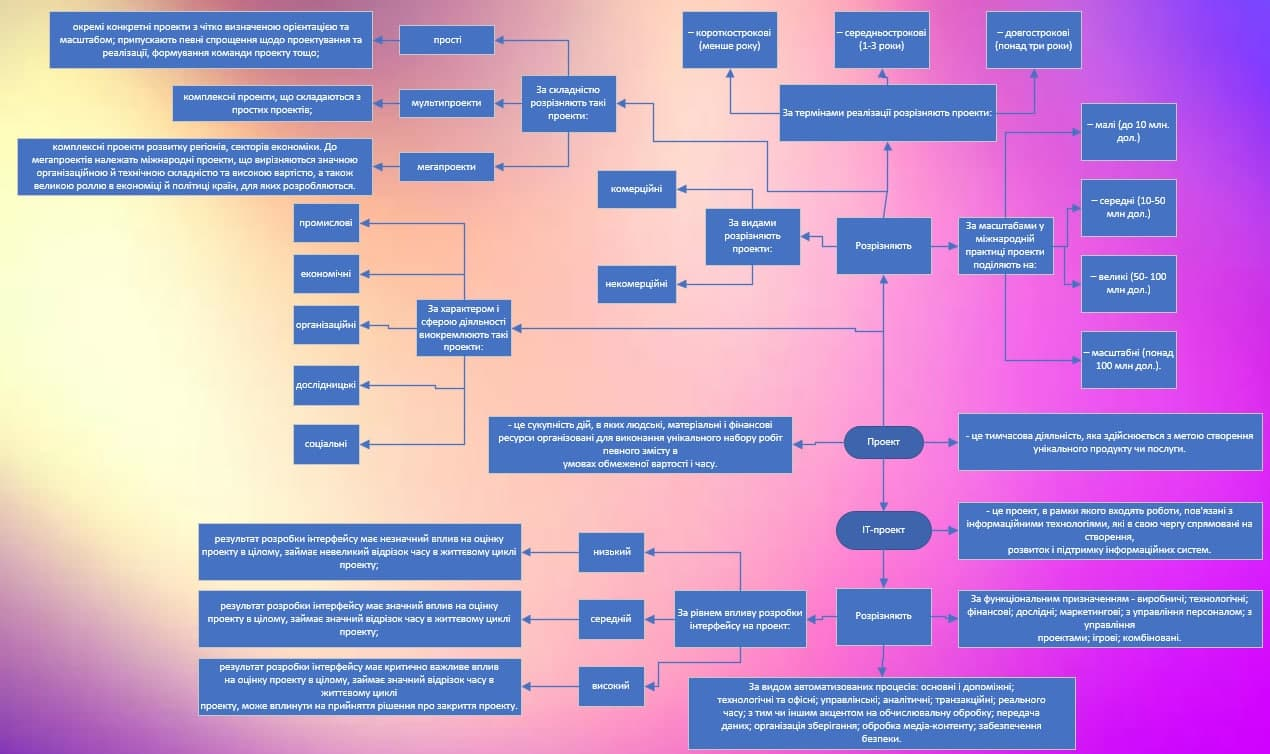 окремі конкретні проекти з чітко визначеною орієнтацією та
масштабом; припускають певні спрощення щодо проектування та
реалізації, формування команди проекту тощо;
прості
– короткострокові
(менше року)
– середньострокові
(1-3 роки)
– довгострокові
(понад три роки)
комплексні проекти, що складаються з
простих проектів;
мультипроекти
За складністю
розрізняють такі
проекти:
За термінами реалізації розрізняють проекти:
– малі (до 10 млн.
дол.)
комплексні проекти розвитку регіонів, секторів економіки. До
мегапроектів належать міжнародні проекти, що вирізняються значною
організаційною й технічною складністю та високою вартістю, а також
великою роллю в економіці й політиці країн, для яких розробляються.
мегапроекти
комерційні
– середні (10-50
млн дол.)
промислові
За видами
розрізняють
проекти:
Розрізняють
За масштабами у
міжнародній
практиці проекти
поділяють на:
економічні
некомерційні
– великі (50- 100
млн дол.)
організаційні
За характером і
сферою діяльності
виокремлюють такі
проекти:
– масштабні (понад
100 млн дол.).
дослідницькі
соціальні
- це сукупність дій, в яких людські, матеріальні і фінансові
ресурси організовані для виконання унікального набору робіт
певного змісту в
умовах обмеженої вартості і часу.
Проект
- це тимчасова діяльність, яка здійснюється з метою створення
унікального продукту чи послуги.
ІТ-проект
- це проект, в рамки якого входять роботи, пов'язані з
інформаційними технологіями, які в свою чергу спрямовані на
створення,
розвиток і підтримку інформаційних систем.
результат розробки інтерфейсу має незначний вплив на оцінку
проекту в цілому, займає невеликий відрізок часу в життєвому циклі
проекту;
низький
результат розробки інтерфейсу має значний вплив на оцінку
проекту в цілому, займає значний відрізок часу в життєвому циклі
проекту;
середній
За рівнем впливу розробки
інтерфейсу на проект:
Розрізняють
За функціональним призначенням - виробничі; технологічні;
фінансові; дослідні; маркетингові; з управління персоналом; з
управління
проектами; ігрові; комбіновані.
результат розробки інтерфейсу має критично важливе вплив
на оцінку проекту в цілому, займає значний відрізок часу в
життєвому циклі
проекту, може вплинути на прийняття рішення про закриття проекту.
високий
За видом автоматизованих процесів: основні і допоміжні;
технологічні та офісні; управлінські; аналітичні; транзакційні; реального
часу; з тим чи іншим акцентом на обчислювальну обробку; передача
даних; організація зберігання; обробка медіа-контенту; забезпечення
безпеки.